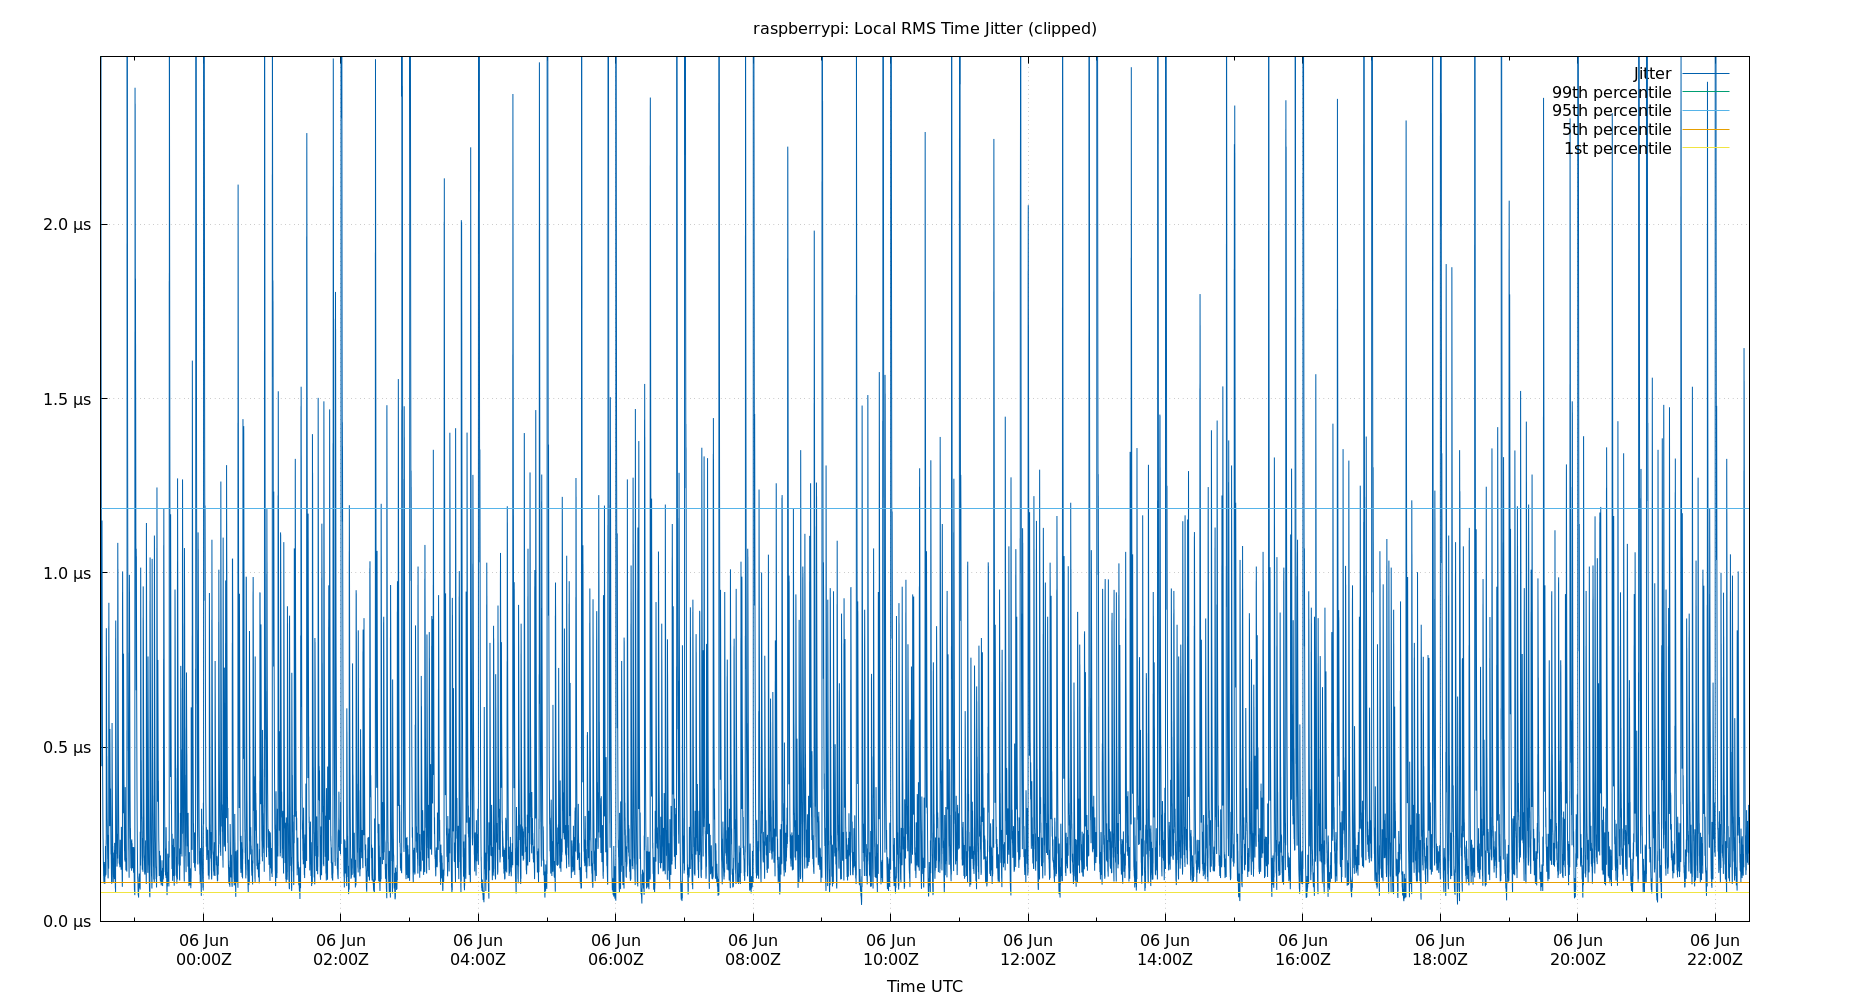 raspberrypi: Local RMS Time Jitter (clipped)
Jitter
99th percentile
95th percentile
5th percentile
1st percentile
2.0 µs
1.5 µs
1.0 µs
0.5 µs
0.0 µs
06 Jun 06 Jun 06 Jun 06 Jun 06 Jun 06 Jun 06 Jun 06 Jun 06 Jun 06 Jun 06 Jun 06 Jun
00:00Z 02:00Z 04:00Z 06:00Z 08:00Z 10:00Z 12:00Z 14:00Z 16:00Z 18:00Z 20:00Z 22:00Z
Time UTC